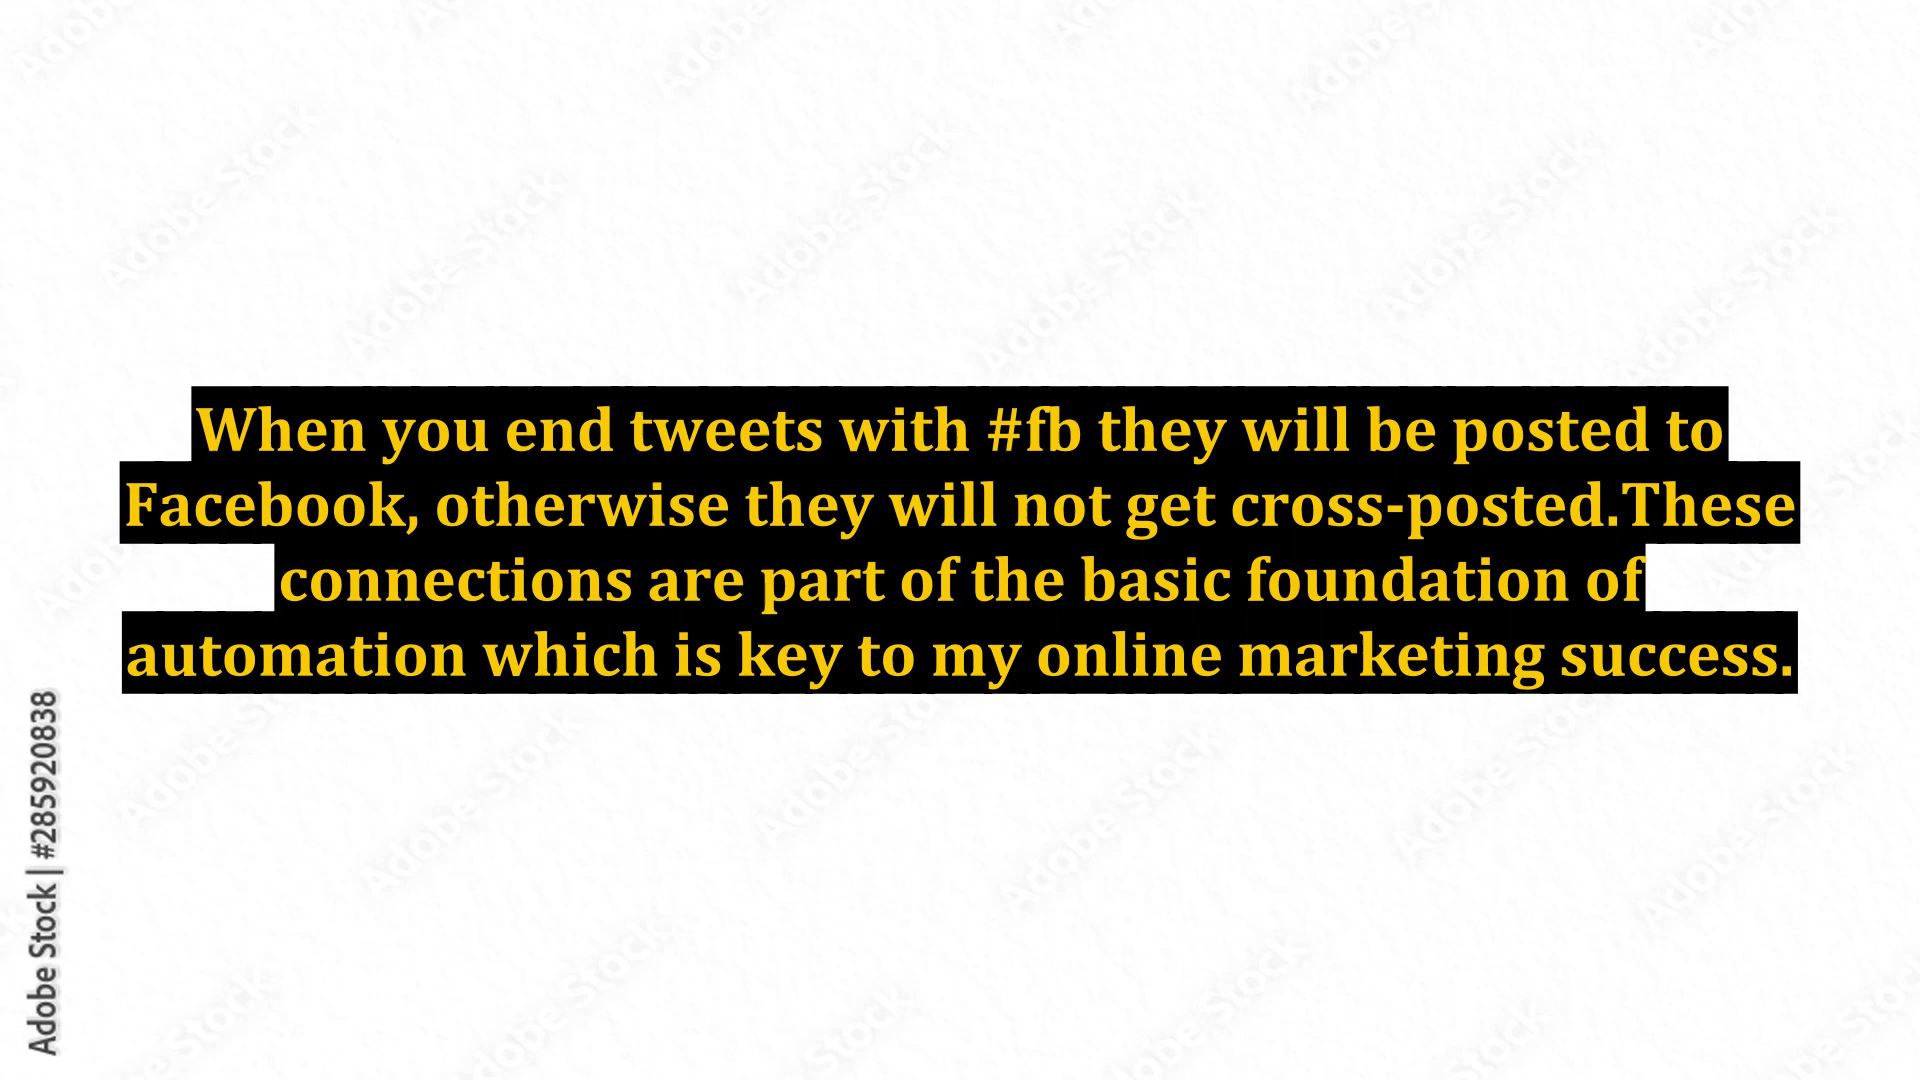 When you end tweets with #fb they will be posted to
Facebook, otherwise they will not get cross-posted.These
connections are part of the basic foundation of
automation which is key to my online marketing success.
Adobe Stock | #285920838